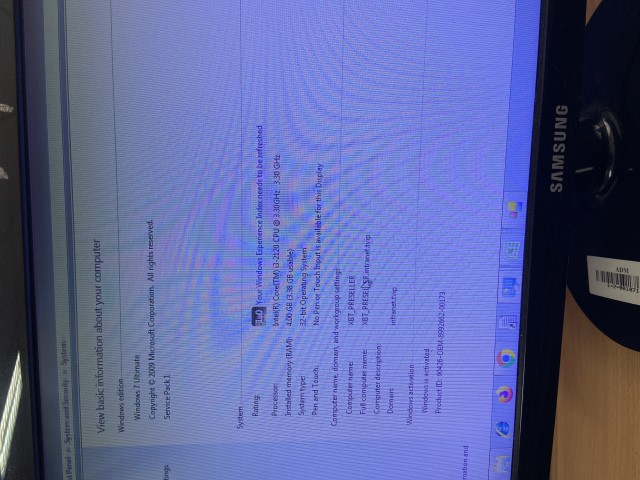 Panel ▸ System and Security ▸ System
View basic information about your computer
Windows edition
Windows 7 Ultimate
Copyright © 2009 Microsoft Corporation. All rights reserved.
Service Pack 1
System
Rating: Your Windows Experience Index needs to be refreshed
Processor: Intel(R) Core(TM) i3-2120 CPU @ 3.30GHz 3.30 GHz
Installed memory (RAM): 4.00 GB (3.38 GB usable)
System type: 32-bit Operating System
Pen and Touch: No Pen or Touch Input is available for this Display
Computer name, domain, and workgroup settings
Computer name:
Full computer name:
Computer description:
Domain: intranet.tvip
Windows activation
Windows is activated
SAMSUNG
ADM